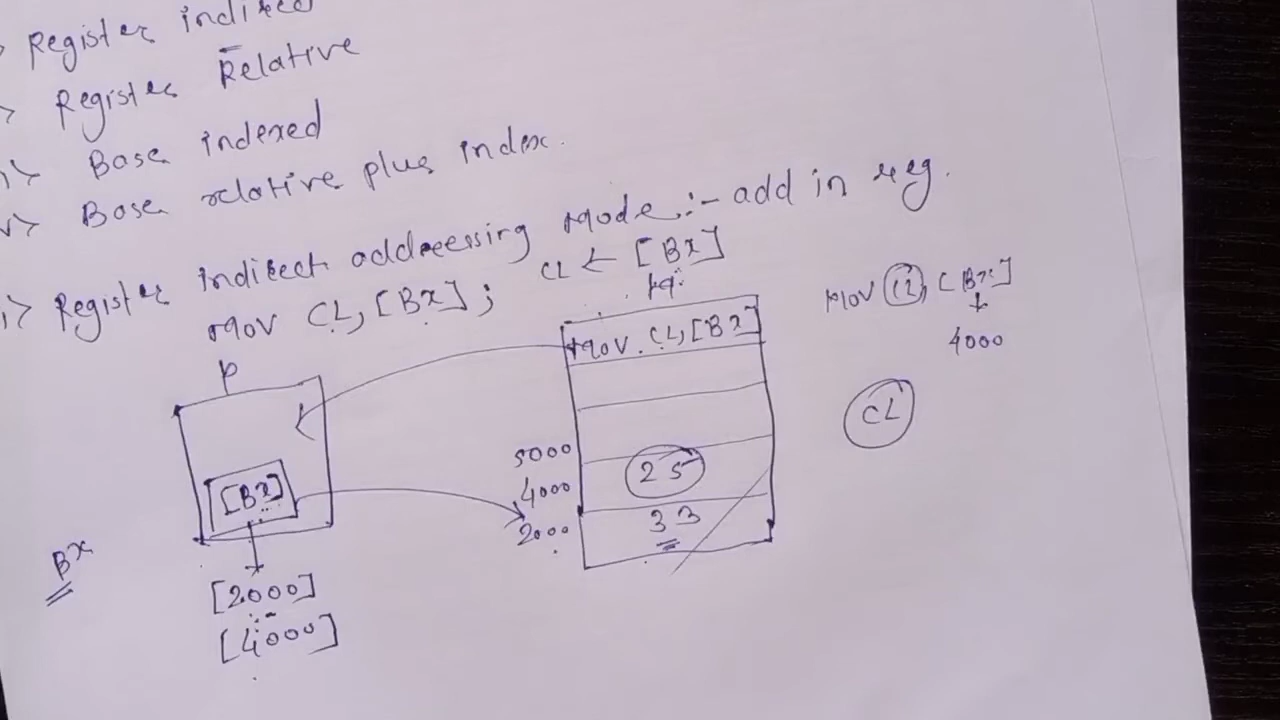 > Register indirec
> Register Relative
> Base indexed
v> Base relative plus index.
i> Register indirect addressing mode :- add in reg.
Mov CL, [Bx] ; CL ← [Bx]
Mov CL, [Bx]
4000
P
Mov. CL, [Bx]
CL
5000
4000 25
2000 33
[Bx]
Bx
[2000]
[4000]